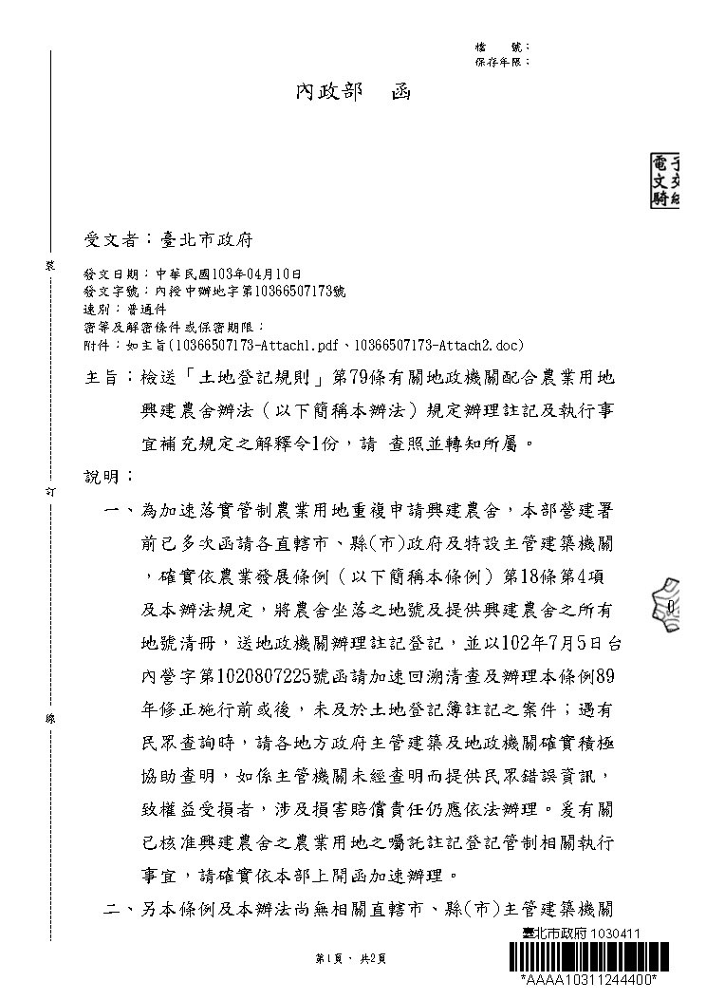 檔　　號：
保存年限：
內政部　函
電子
文交
騎
受文者：臺北市政府
發文日期：中華民國103年04月10日
發文字號：內授中辦地字第10366507173號
速別：普通件
密等及解密條件或保密期限：
附件：如主旨(10366507173-Attach1.pdf、10366507173-Attach2.doc)
主旨：檢送「土地登記規則」第79條有關地政機關配合農業用地
興建農舍辦法（以下簡稱本辦法）規定辦理註記及執行事
宜補充規定之解釋令1份，請 查照並轉知所屬。
說明：
一、為加速落實管制農業用地重複申請興建農舍，本部營建署
前已多次函請各直轄市、縣(市)政府及特設主管建築機關
，確實依農業發展條例（以下簡稱本條例）第18條第4項
及本辦法規定，將農舍坐落之地號及提供興建農舍之所有
地號清冊，送地政機關辦理註記登記，並以102年7月5日台
內營字第1020807225號函請加速回溯清查及辦理本條例89
年修正施行前或後，未及於土地登記簿註記之案件；遇有
民眾查詢時，請各地方政府主管建築及地政機關確實積極
協助查明，如係主管機關未經查明而提供民眾錯誤資訊，
致權益受損者，涉及損害賠償責任仍應依法辦理。爰有關
已核准興建農舍之農業用地之囑託註記登記管制相關執行
事宜，請確實依本部上開函加速辦理。
二、另本條例及本辦法尚無相關直轄市、縣(市)主管建築機關
裝
訂
線
第1頁， 共2頁
臺北市政府 1030411
*AAAA10311244400*